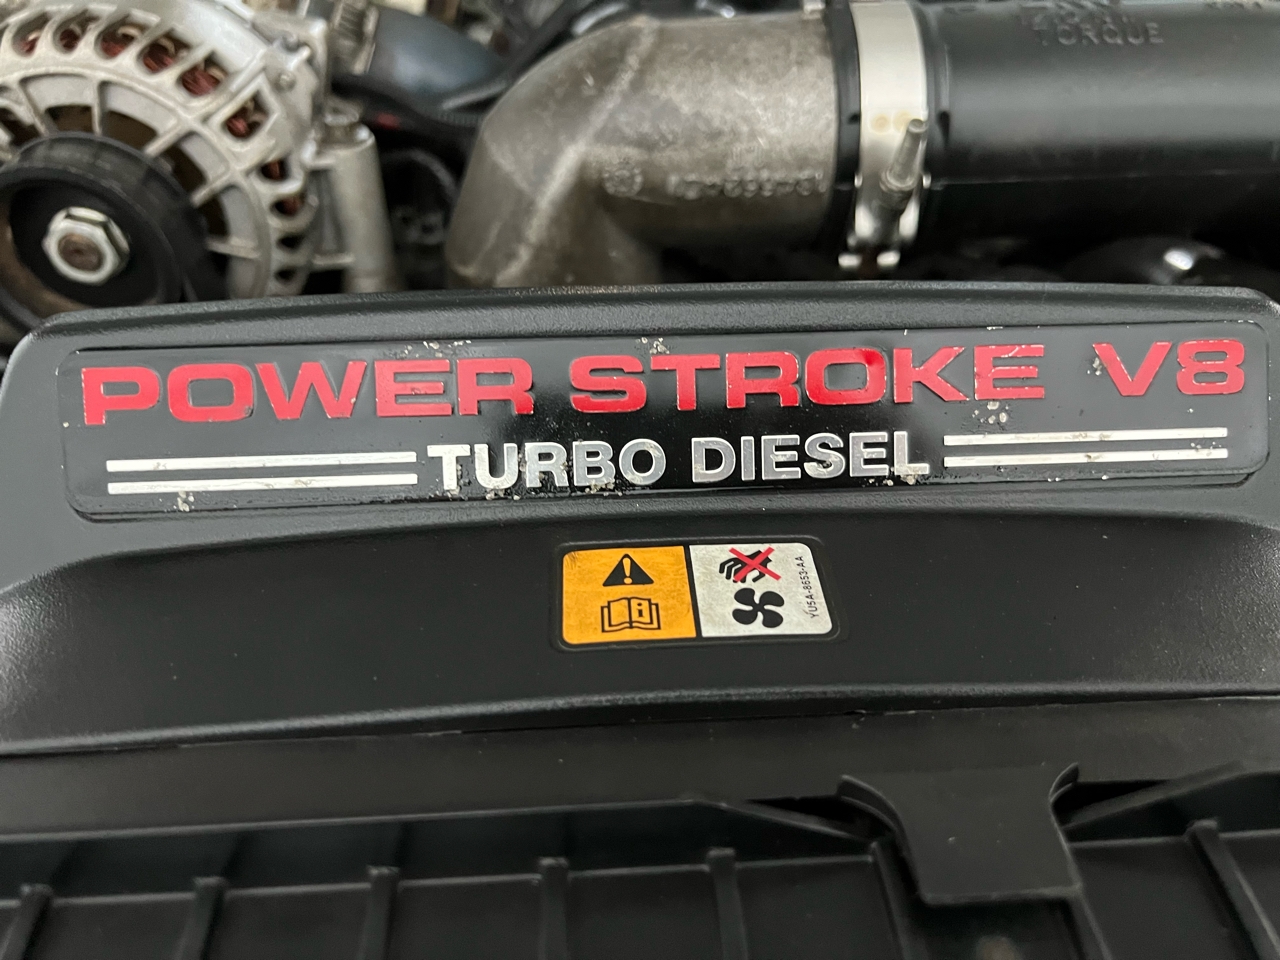 TORQUE
POWER STROKE V8
TURBO DIESEL
YU5A-8653-AA